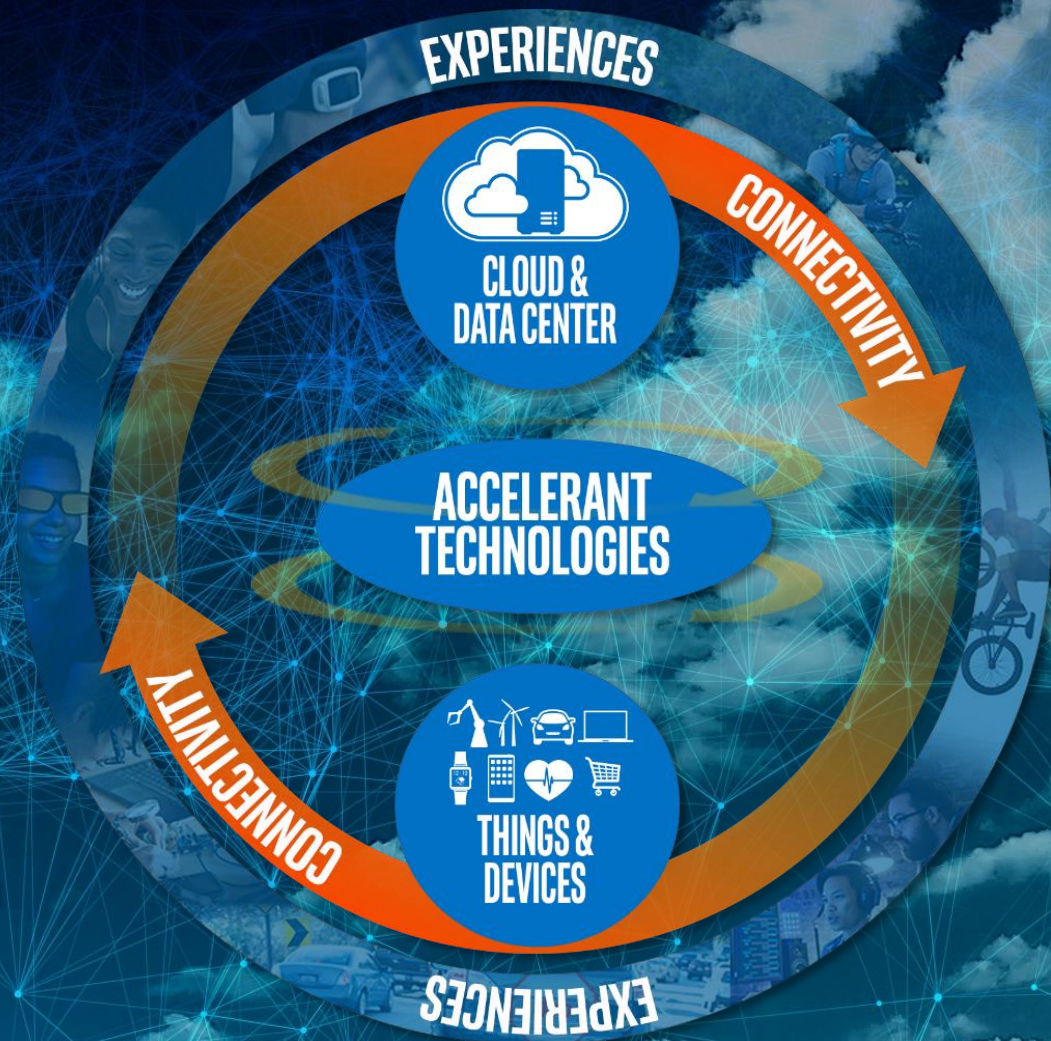 EXPERIENCES
CONNECTIVITY
CLOUD &
DATA CENTER
ACCELERANT
TECHNOLOGIES
CONNECTIVITY
THINGS &
DEVICES
EXPERIENCES